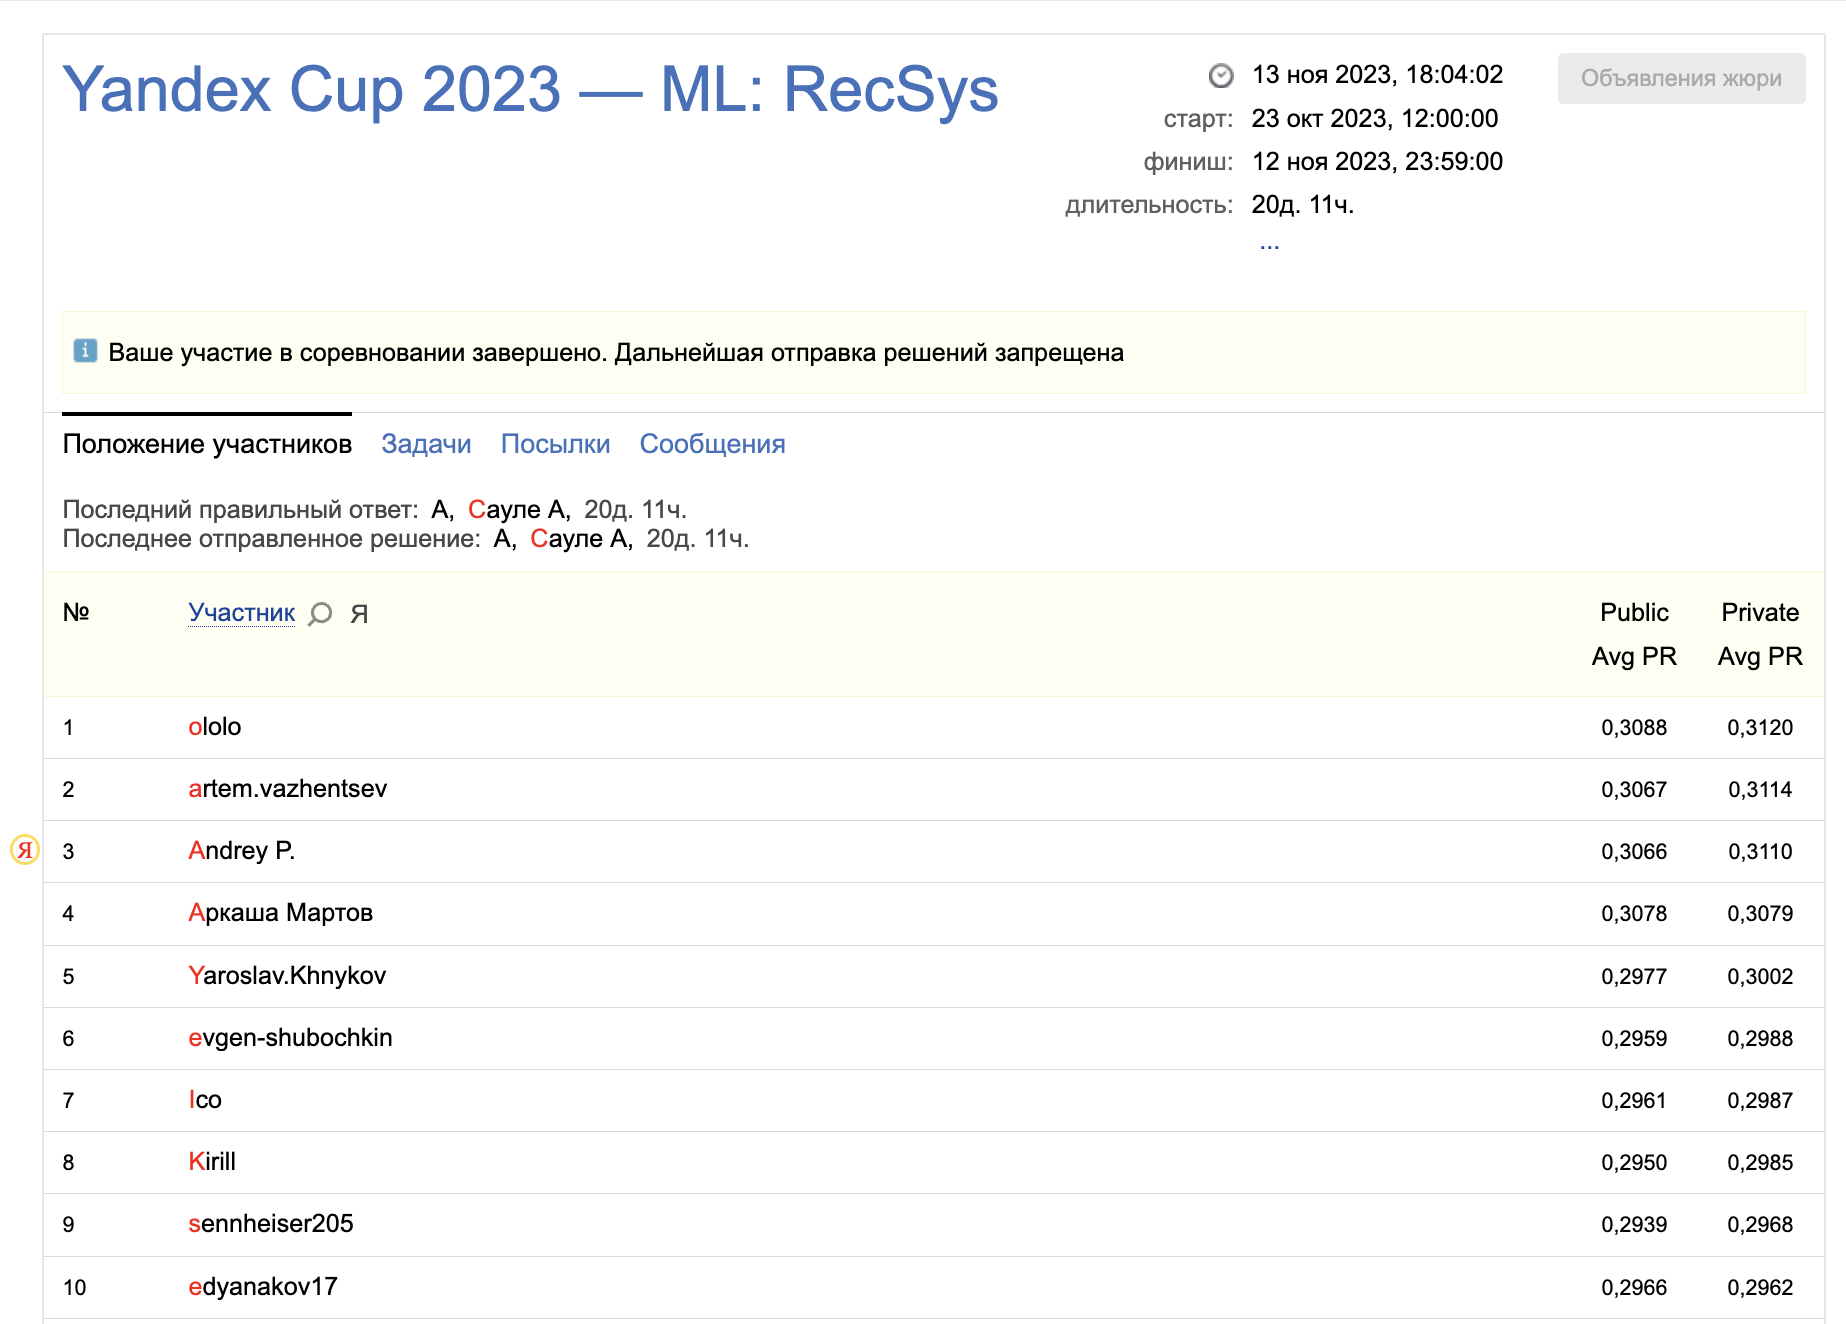 Yandex Cup 2023 — ML: RecSys
13 ноя 2023, 18:04:02
старт: 23 окт 2023, 12:00:00
финиш: 12 ноя 2023, 23:59:00
длительность: 20д. 11ч.
...
Объявления жюри
Ваше участие в соревновании завершено. Дальнейшая отправка решений запрещена
Положение участников Задачи Посылки Сообщения
Последний правильный ответ: A, Сауле А, 20д. 11ч.
Последнее отправленное решение: A, Сауле А, 20д. 11ч.
№ Участник Я Public Avg PR Private Avg PR
1 ololo 0,3088 0,3120
2 artem.vazhentsev 0,3067 0,3114
Я 3 Andrey P. 0,3066 0,3110
4 Аркаша Мартов 0,3078 0,3079
5 Yaroslav.Khnykov 0,2977 0,3002
6 evgen-shubochkin 0,2959 0,2988
7 Ico 0,2961 0,2987
8 Kirill 0,2950 0,2985
9 sennheiser205 0,2939 0,2968
10 edyanakov17 0,2966 0,2962